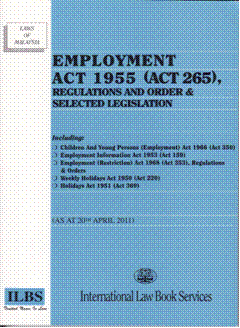 LAWS
OF
MALAYSIA
EMPLOYMENT
ACT 1955 (ACT 265),
REGULATIONS AND ORDER &
SELECTED LEGISLATION
Including:
Children And Young Persons (Employment) Act 1966 (Act 350)
Employment Information Act 1953 (Act 159)
Employment (Restriction) Act 1968 (Act 353), Regulations
& Orders
Weekly Holidays Act 1950 (Act 220)
Holidays Act 1951 (Act 369)
(AS AT 20TH APRIL 2011)
ILBS
International Law Book Services
Trusted Name In Law